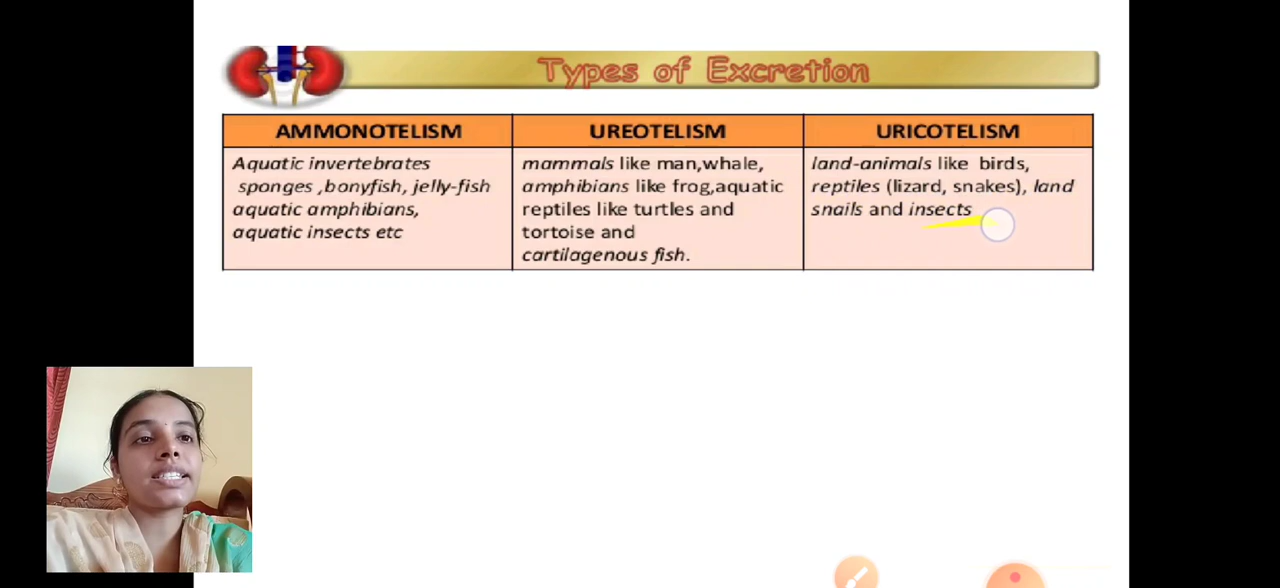 Types of Excretion
AMMONOTELISM
Aquatic invertebrates
sponges ,bonyfish, jelly-fish
aquatic amphibians,
aquatic insects etc
UREOTELISM
mammals like man,whale,
amphibians like frog,aquatic
reptiles like turtles and
tortoise and
cartilagenous fish.
URICOTELISM
land-animals like birds,
reptiles (lizard, snakes), land
snails and insects